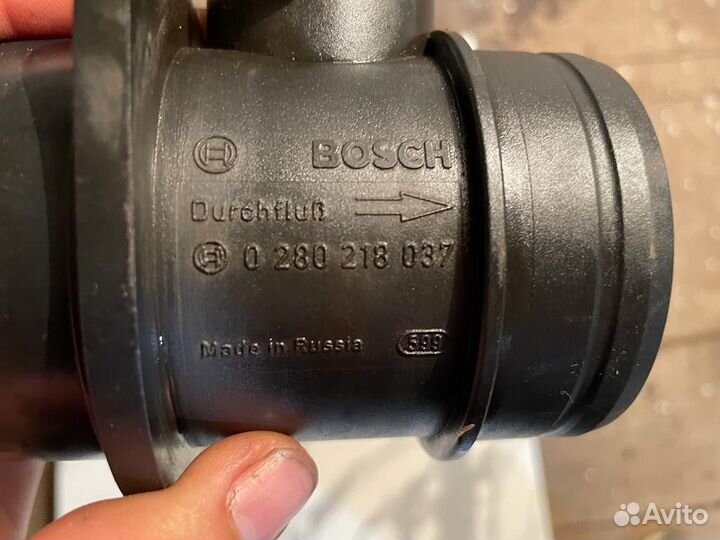 BOSCH
Durchfluß
0 280 218 037
Made in Russia 599
Avito